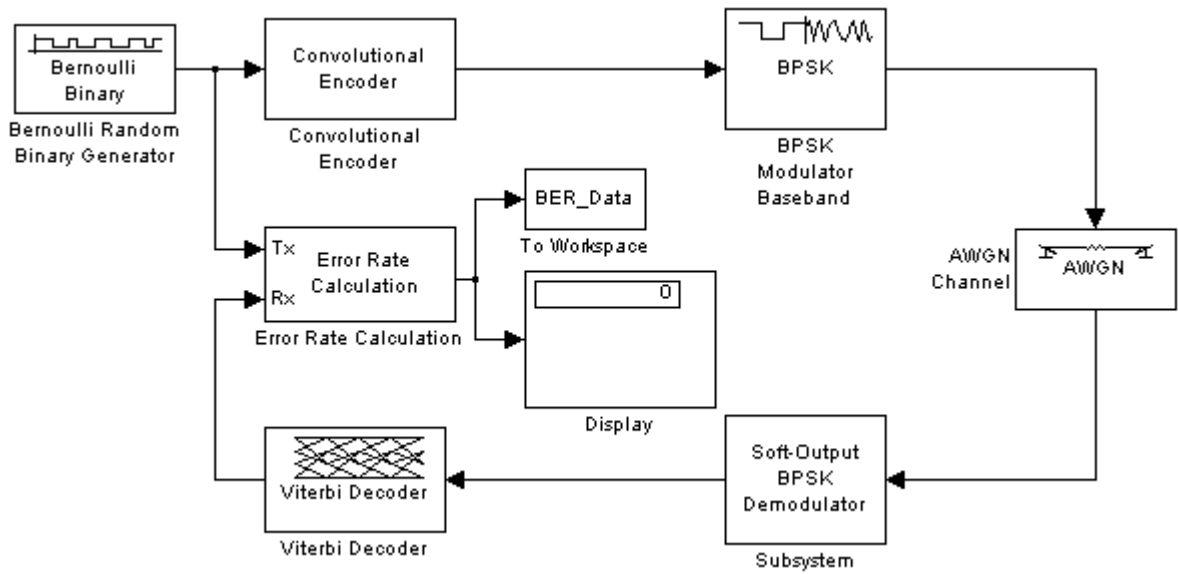 Bernoulli
Binary
Bernoulli Random
Binary Generator
Convolutional
Encoder
Convolutional
Encoder
BPSK
BPSK
Modulator
Baseband
BER_Data
To Workspace
Tx
Rx
Error Rate
Calculation
Error Rate Calculation
0
Display
AWGN
Channel
AWGN
Viterbi Decoder
Viterbi Decoder
Soft-Output
BPSK
Demodulator
Subsystem